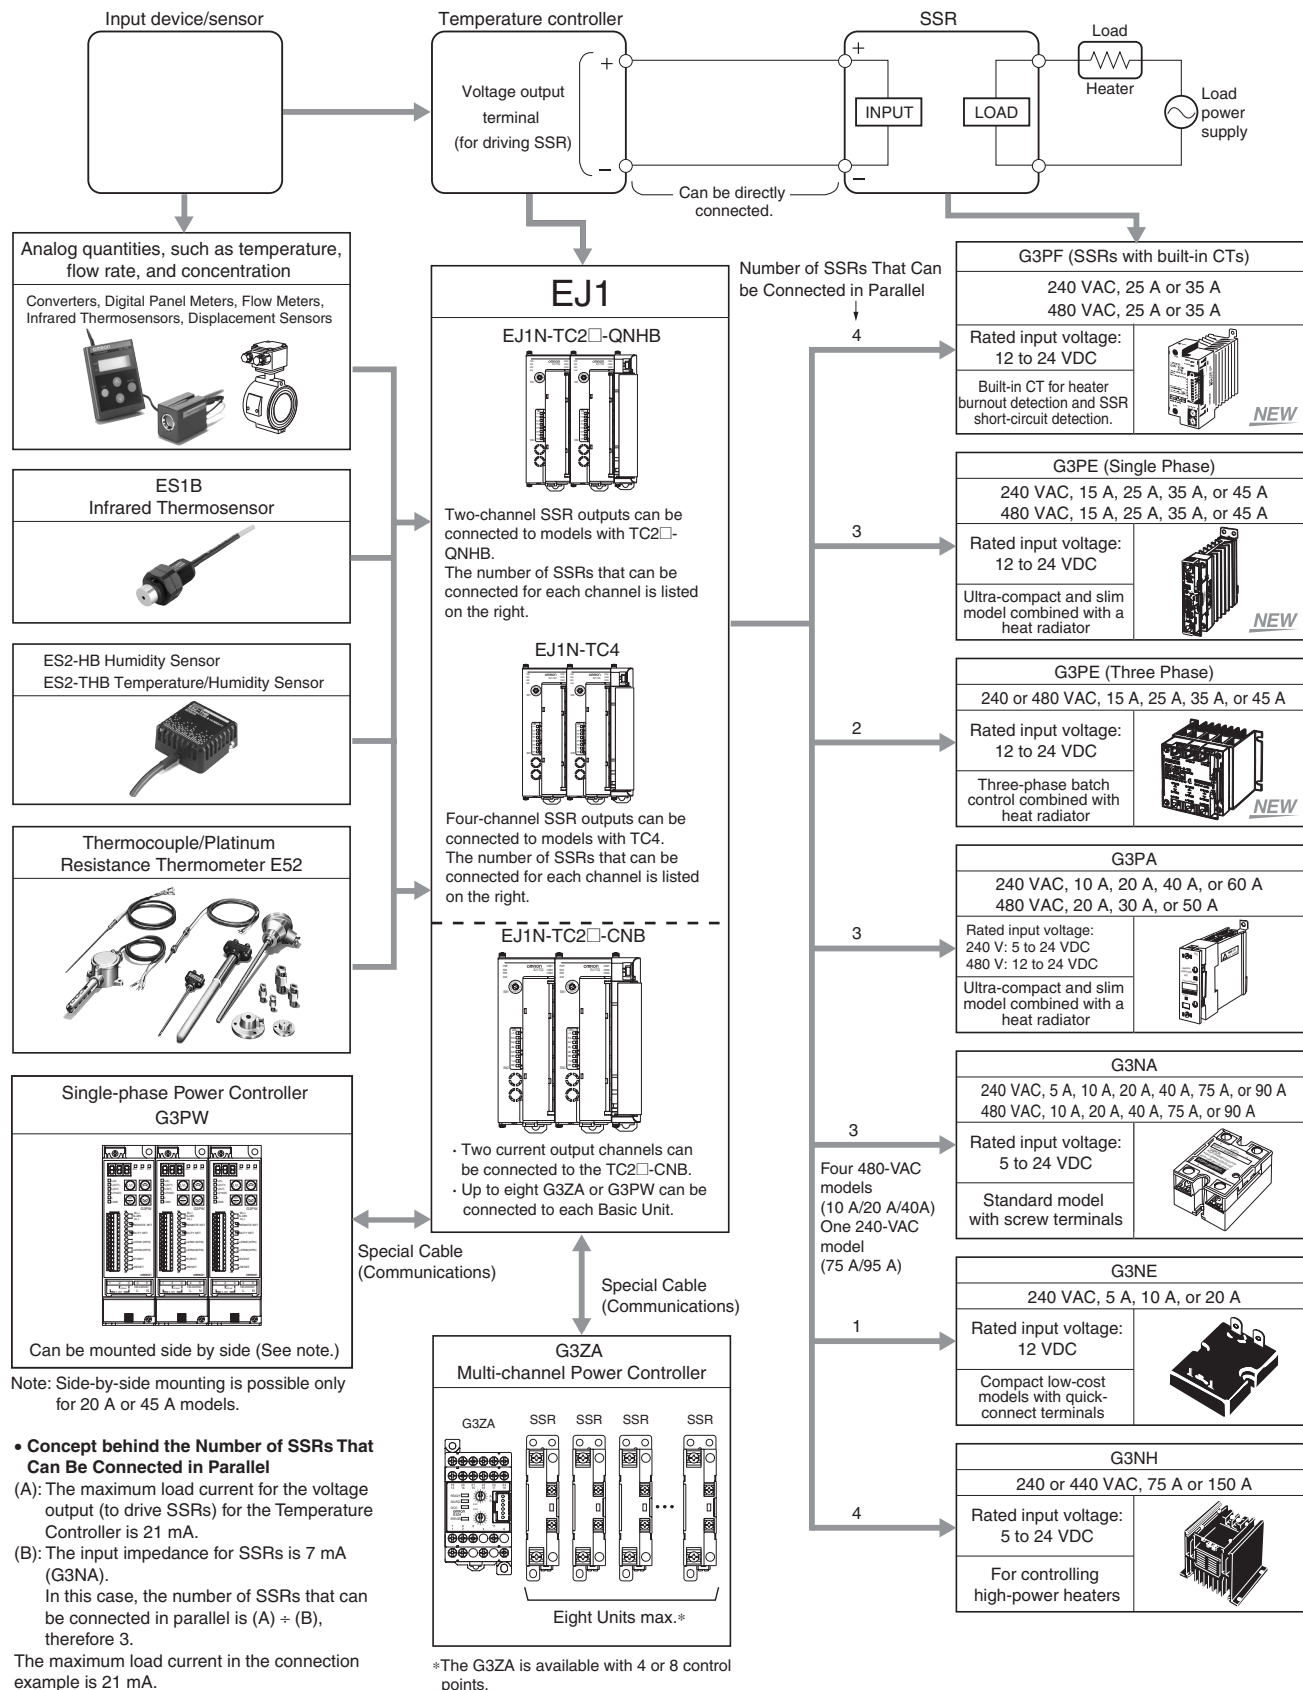 Input device/sensor
Temperature controller
SSR
Load
+
Voltage output
terminal
(for driving SSR)
−
+
INPUT
LOAD
−
Heater
Load
power
supply
Can be directly
connected.
Analog quantities, such as temperature,
flow rate, and concentration
Converters, Digital Panel Meters, Flow Meters,
Infrared Thermosensors, Displacement Sensors
ES1B
Infrared Thermosensor
ES2-HB Humidity Sensor
ES2-THB Temperature/Humidity Sensor
Thermocouple/Platinum
Resistance Thermometer E52
Single-phase Power Controller
G3PW
Can be mounted side by side (See note.)
Note: Side-by-side mounting is possible only
for 20 A or 45 A models.
• Concept behind the Number of SSRs That
Can Be Connected in Parallel
(A): The maximum load current for the voltage
output (to drive SSRs) for the Temperature
Controller is 21 mA.
(B): The input impedance for SSRs is 7 mA
(G3NA).
In this case, the number of SSRs that can
be connected in parallel is (A) ÷ (B),
therefore 3.
The maximum load current in the connection
example is 21 mA.
EJ1
EJ1N-TC2□-QNHB
Two-channel SSR outputs can be
connected to models with TC2□-
QNHB.
The number of SSRs that can be
connected for each channel is listed
on the right.
EJ1N-TC4
Four-channel SSR outputs can be
connected to models with TC4.
The number of SSRs that can be
connected for each channel is listed
on the right.
EJ1N-TC2□-CNB
· Two current output channels can
be connected to the TC2□-CNB.
· Up to eight G3ZA or G3PW can be
connected to each Basic Unit.
Special Cable
(Communications)
Special Cable
(Communications)
G3ZA
Multi-channel Power Controller
G3ZA
SSR SSR SSR SSR
Eight Units max.*
*The G3ZA is available with 4 or 8 control
points.
Number of SSRs That Can
be Connected in Parallel
4
G3PF (SSRs with built-in CTs)
240 VAC, 25 A or 35 A
480 VAC, 25 A or 35 A
Rated input voltage:
12 to 24 VDC
Built-in CT for heater
burnout detection and SSR
short-circuit detection.
NEW
3
G3PE (Single Phase)
240 VAC, 15 A, 25 A, 35 A, or 45 A
480 VAC, 15 A, 25 A, 35 A, or 45 A
Rated input voltage:
12 to 24 VDC
Ultra-compact and slim
model combined with a
heat radiator
NEW
2
G3PE (Three Phase)
240 or 480 VAC, 15 A, 25 A, 35 A, or 45 A
Rated input voltage:
12 to 24 VDC
Three-phase batch
control combined with
heat radiator
NEW
3
G3PA
240 VAC, 10 A, 20 A, 40 A, or 60 A
480 VAC, 20 A, 30 A, or 50 A
Rated input voltage:
240 V: 5 to 24 VDC
480 V: 12 to 24 VDC
Ultra-compact and slim
model combined with a
heat radiator
3
Four 480-VAC
models
(10 A/20 A/40A)
One 240-VAC
model
(75 A/95 A)
G3NA
240 VAC, 5 A, 10 A, 20 A, 40 A, 75 A, or 90 A
480 VAC, 10 A, 20 A, 40 A, 75 A, or 90 A
Rated input voltage:
5 to 24 VDC
Standard model
with screw terminals
1
G3NE
240 VAC, 5 A, 10 A, or 20 A
Rated input voltage:
12 VDC
Compact low-cost
models with quick-
connect terminals
4
G3NH
240 or 440 VAC, 75 A or 150 A
Rated input voltage:
5 to 24 VDC
For controlling
high-power heaters